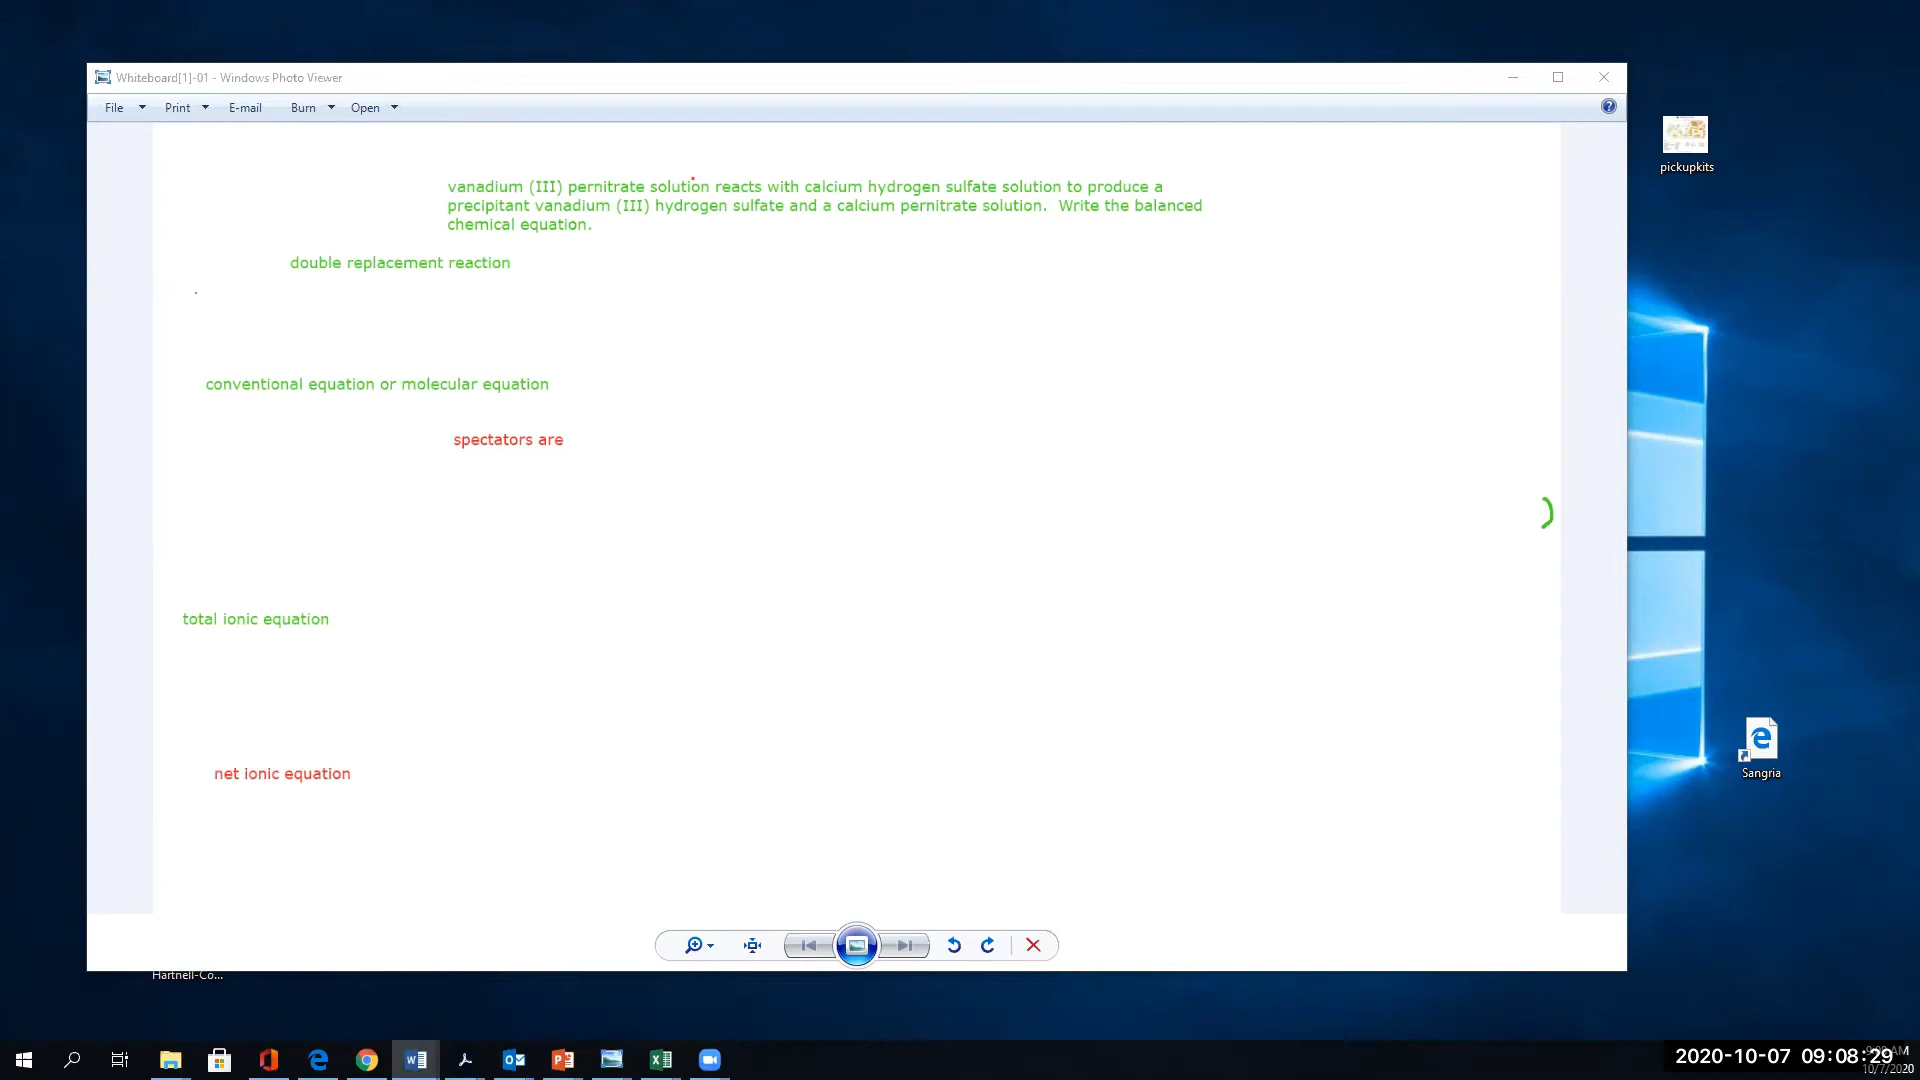 Whiteboard[1]-01 - Windows Photo Viewer
File Print E-mail Burn Open
vanadium (III) pernitrate solution reacts with calcium hydrogen sulfate solution to produce a
precipitant vanadium (III) hydrogen sulfate and a calcium pernitrate solution.  Write the balanced
chemical equation.
double replacement reaction
conventional equation or molecular equation
spectators are
)
total ionic equation
net ionic equation
pickupkits
Sangria
Hartnell-Co...
2020-10-07 09:08:29
10/7/2020